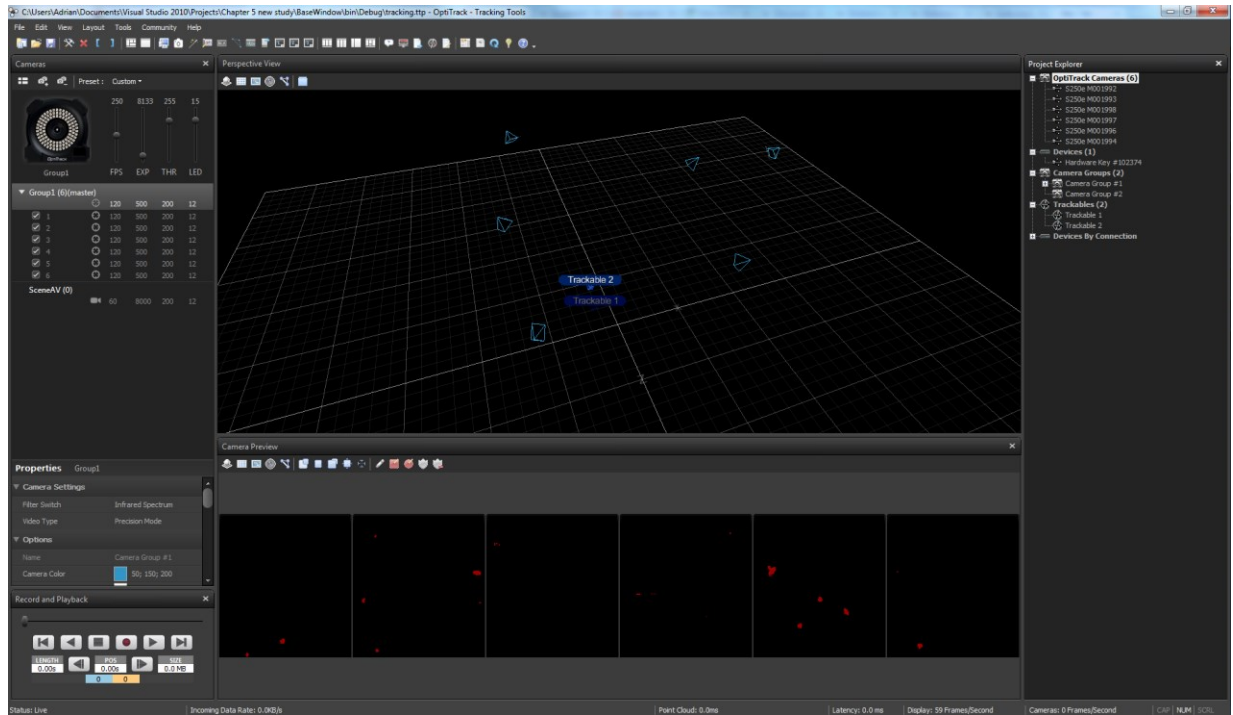 C:\Users\Adrian\Documents\Visual Studio 2010\Projects\Chapter 5 new study\BaseWindow\bin\Debug\tracking.ttp - OptiTrack - Tracking Tools
File Edit View Layout Tools Community Help
Cameras
Preset : Custom
250 8133 255 15
OptiTrack
Group1 FPS EXP THR LED
Group1 (6)(master)
120 500 200 12
1 120 500 200 12
2 120 500 200 12
3 120 500 200 12
4 120 500 200 12
5 120 500 200 12
6 120 500 200 12
SceneAV (0)
60 8000 200 12
Properties Group1
Camera Settings
Filter Switch Infrared Spectrum
Video Type Precision Mode
Options
Name Camera Group #1
Camera Color 50; 150; 200
Record and Playback
LENGTH POS SIZE
0.00s 0.00s 0.0 MB
0 0
Perspective View
Trackable 2
Trackable 1
Camera Preview
Project Explorer
OptiTrack Cameras (6)
S250e M001992
S250e M001993
S250e M001998
S250e M001997
S250e M001996
S250e M001994
Devices (1)
Hardware Key #102374
Camera Groups (2)
Camera Group #1
Camera Group #2
Trackables (2)
Trackable 1
Trackable 2
Devices By Connection
Status: Live Incoming Data Rate: 0.0KB/s Point Cloud: 0.0ms Latency: 0.0 ms Display: 59 Frames/Second Cameras: 0 Frames/Second CAP NUM SCRL